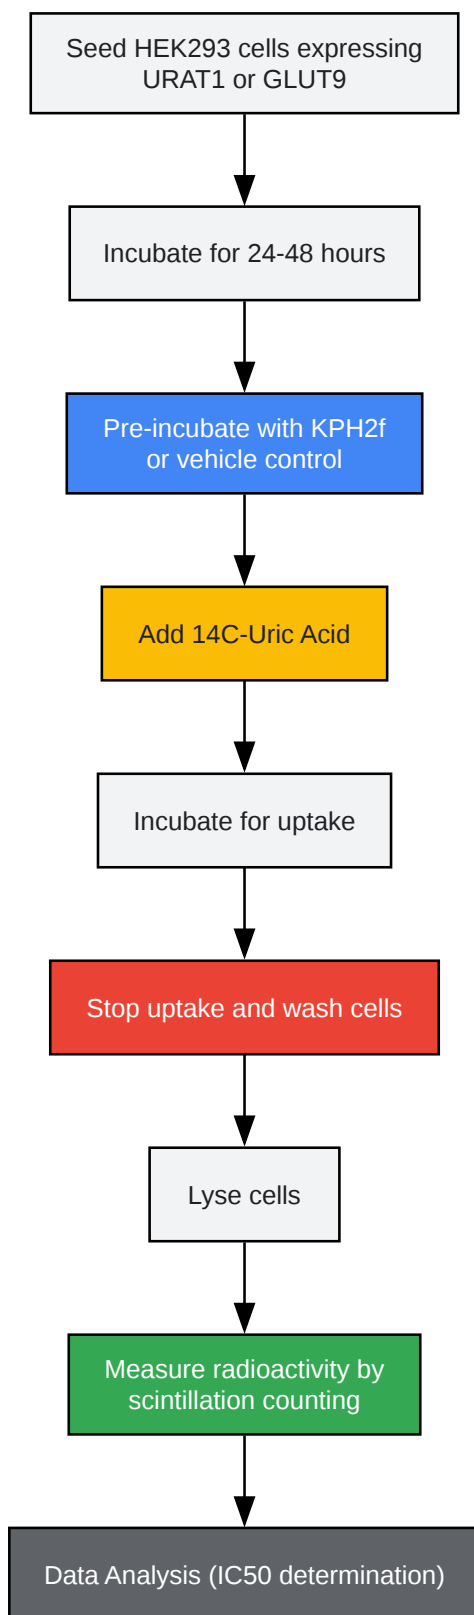 Seed HEK293 cells expressing
URAT1 or GLUT9
Incubate for 24-48 hours
Pre-incubate with KPH2f
or vehicle control
Add 14C-Uric Acid
Incubate for uptake
Stop uptake and wash cells
Lyse cells
Measure radioactivity by
scintillation counting
Data Analysis (IC50 determination)